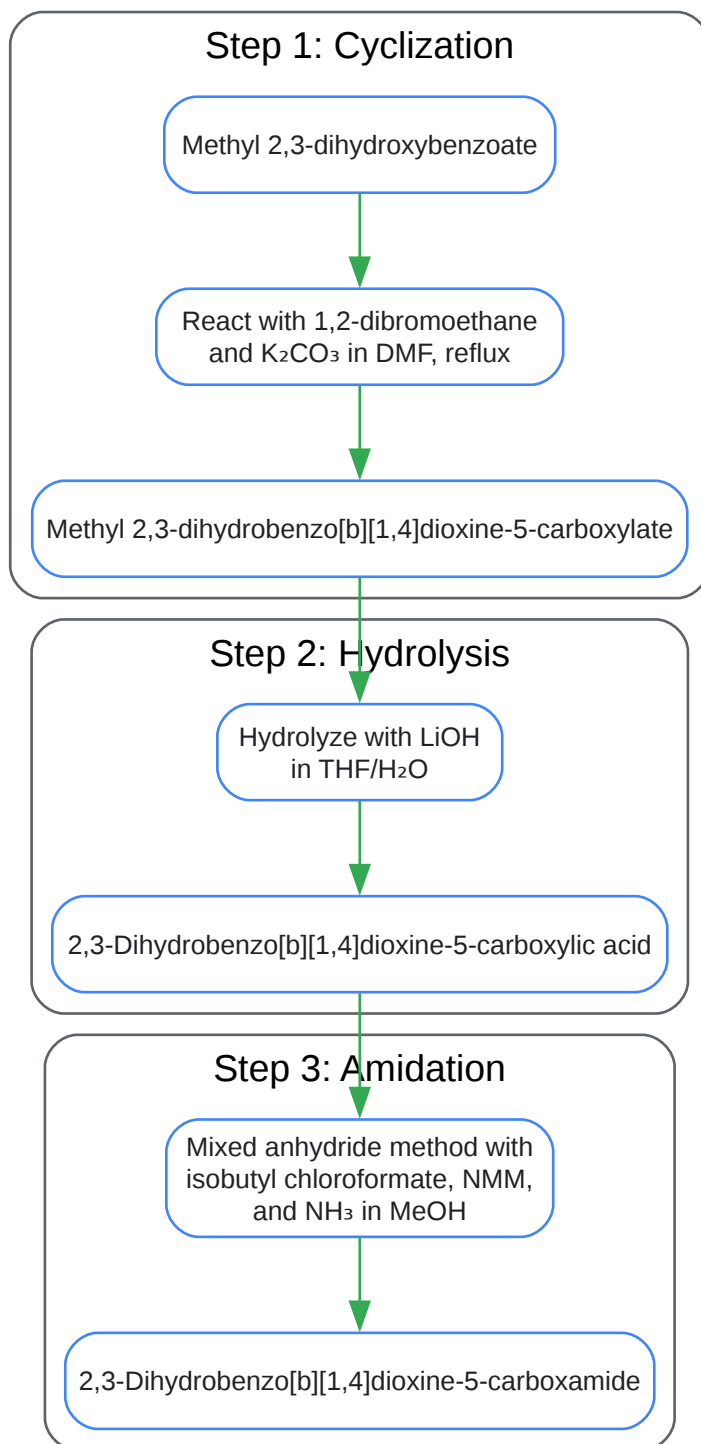 Step 1: Cyclization
Methyl 2,3-dihydroxybenzoate
React with 1,2-dibromoethane
and K₂CO₃ in DMF, reflux
Methyl 2,3-dihydrobenzo[b][1,4]dioxine-5-carboxylate
Step 2: Hydrolysis
Hydrolyze with LiOH
in THF/H₂O
2,3-Dihydrobenzo[b][1,4]dioxine-5-carboxylic acid
Step 3: Amidation
Mixed anhydride method with
isobutyl chloroformate, NMM,
and NH₃ in MeOH
2,3-Dihydrobenzo[b][1,4]dioxine-5-carboxamide